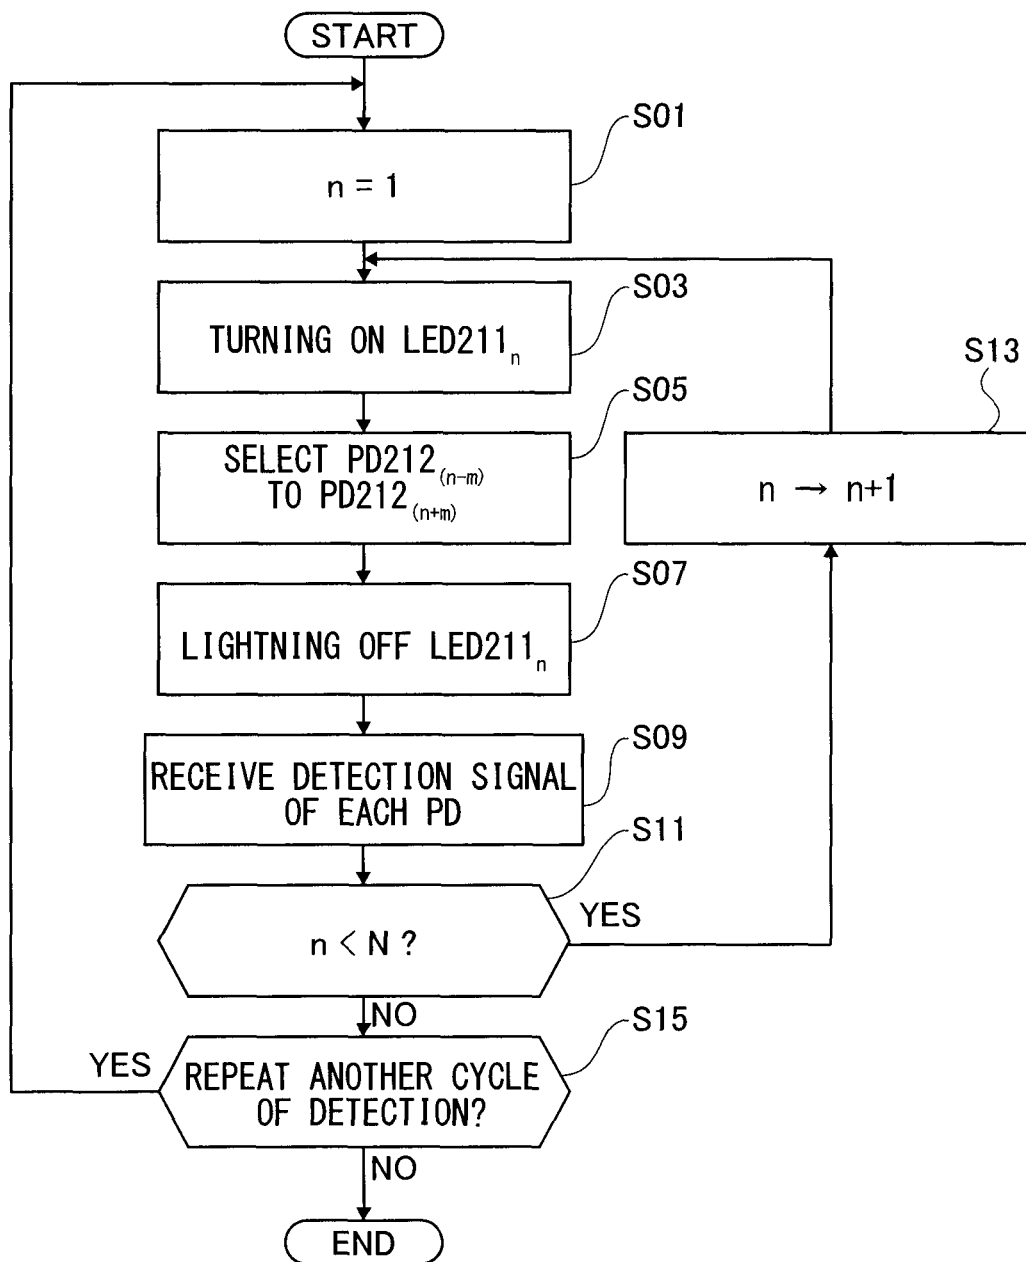 START
S01
n = 1
S03
TURNING ON LED211n
S13
S05
SELECT PD212(n-m)
TO PD212(n+m)
n → n+1
S07
LIGHTNING OFF LED211n
S09
RECEIVE DETECTION SIGNAL
OF EACH PD
S11
YES
n < N ?
NO
S15
YES
REPEAT ANOTHER CYCLE
OF DETECTION?
NO
END